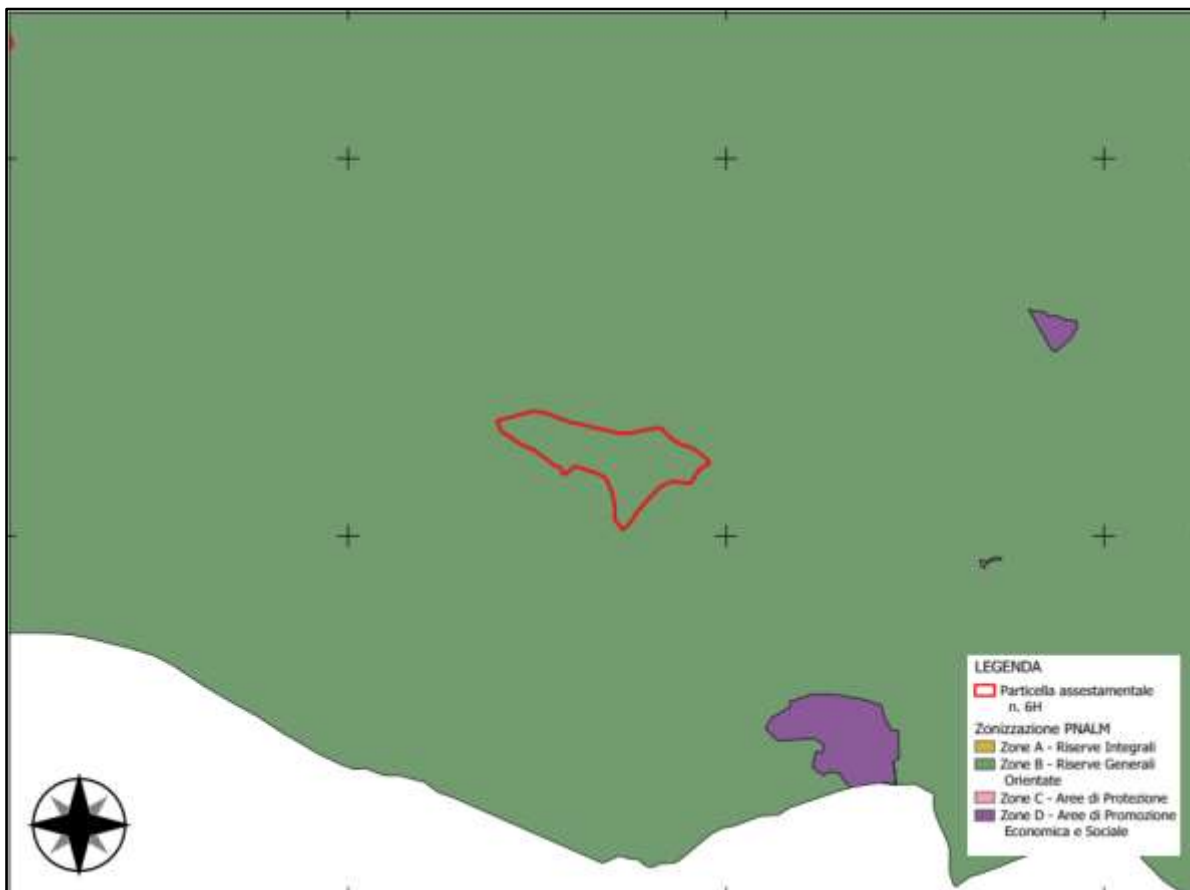 LEGENDA
Particella assestamentale
n. 6H
Zonizzazione PNALM
Zone A - Riserve Integrali
Zone B - Riserve Generali
Orientate
Zone C - Aree di Protezione
Zone D - Aree di Promozione
Economica e Sociale